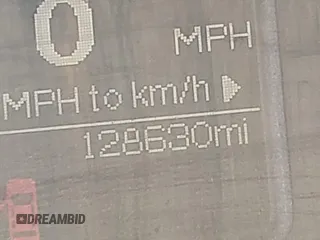 0 MPH
MPH to km/h
128630mi
DREAMBID